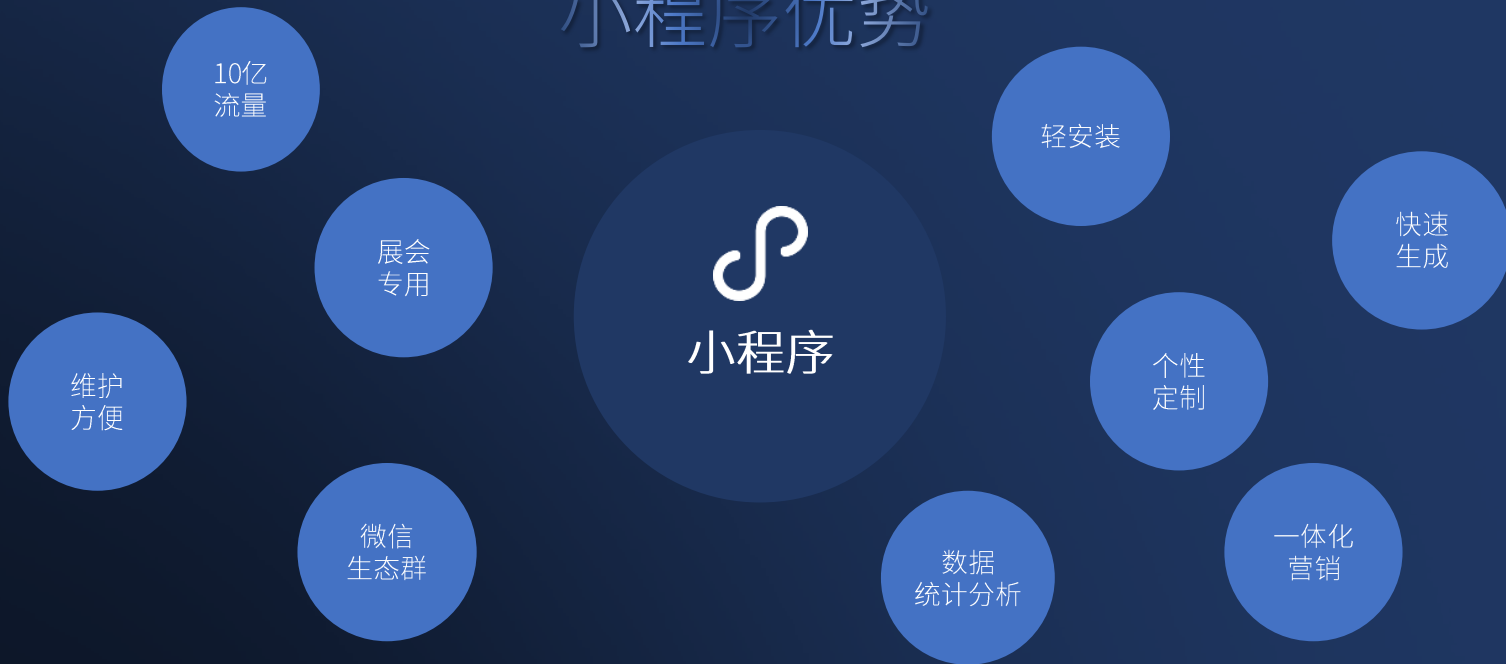 小程序优势
10亿
流量
展会
专用
维护
方便
微信
生态群
小程序
轻安装
快速
生成
个性
定制
一体化
营销
数据
统计分析